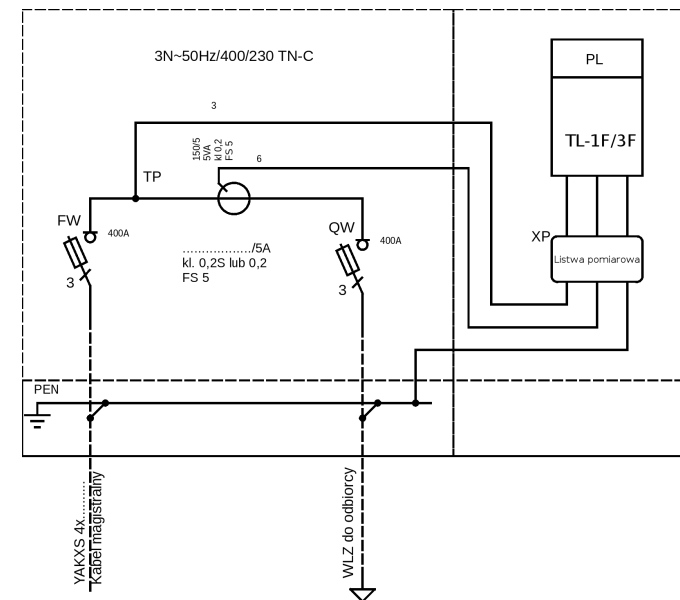 3N~50Hz/400/230 TN-C
PL
TL-1F/3F
3
150/5
5VA
kl 0,2
FS 5
6
TP
FW
400A
QW
400A
XP
Listwa pomiarowa
...................../5A
kl. 0,2S lub 0,2
FS 5
3
3
PEN
YAKXS 4x..........
Kabel magistralny
WLZ do odbiorcy